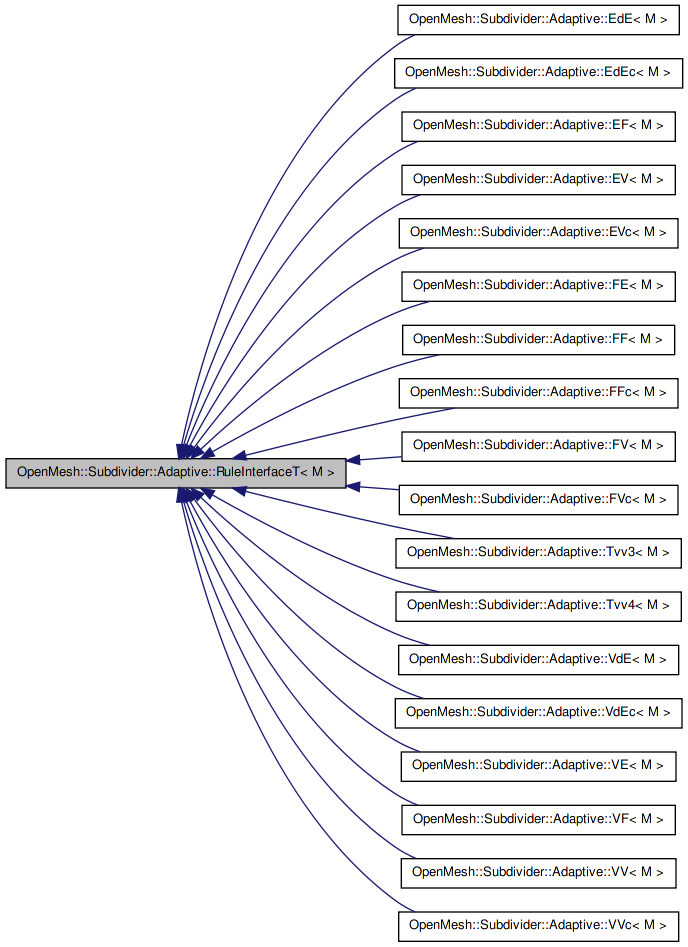 OpenMesh::Subdivider::Adaptive::EdE< M >
OpenMesh::Subdivider::Adaptive::EdEc< M >
OpenMesh::Subdivider::Adaptive::EF< M >
OpenMesh::Subdivider::Adaptive::EV< M >
OpenMesh::Subdivider::Adaptive::EVc< M >
OpenMesh::Subdivider::Adaptive::FE< M >
OpenMesh::Subdivider::Adaptive::FF< M >
OpenMesh::Subdivider::Adaptive::FFc< M >
OpenMesh::Subdivider::Adaptive::FV< M >
OpenMesh::Subdivider::Adaptive::RuleInterfaceT< M >
OpenMesh::Subdivider::Adaptive::FVc< M >
OpenMesh::Subdivider::Adaptive::Tvv3< M >
OpenMesh::Subdivider::Adaptive::Tvv4< M >
OpenMesh::Subdivider::Adaptive::VdE< M >
OpenMesh::Subdivider::Adaptive::VdEc< M >
OpenMesh::Subdivider::Adaptive::VE< M >
OpenMesh::Subdivider::Adaptive::VF< M >
OpenMesh::Subdivider::Adaptive::VV< M >
OpenMesh::Subdivider::Adaptive::VVc< M >